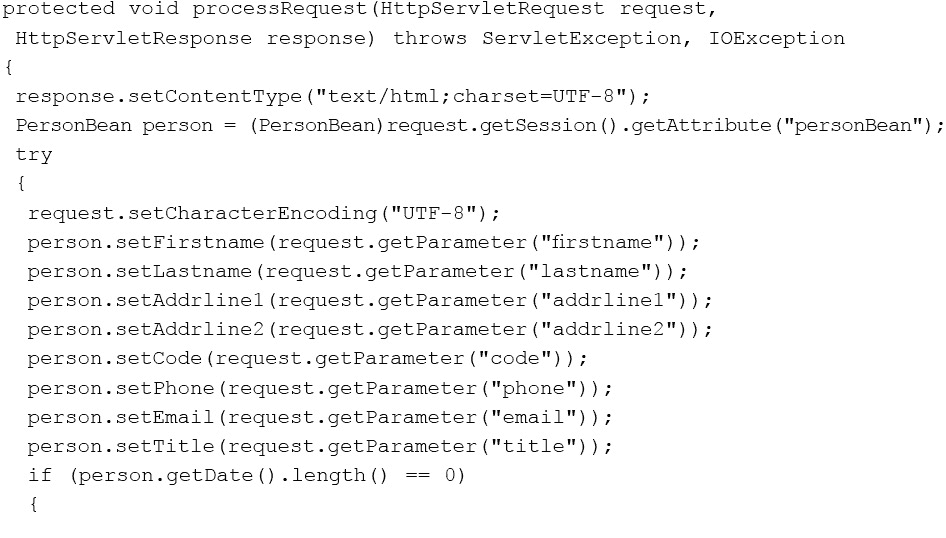 protected void processRequest(HttpServletRequest request,
HttpServletResponse response) throws ServletException, IOException
{
response.setContentType("text/html;charset=UTF-8");
PersonBean person = (PersonBean)request.getSession().getAttribute("personBean");
try
{
request.setCharacterEncoding("UTF-8");
person.setFirstname(request.getParameter("firstname"));
person.setLastname(request.getParameter("lastname"));
person.setAddrline1(request.getParameter("addrline1"));
person.setAddrline2(request.getParameter("addrline2"));
person.setCode(request.getParameter("code"));
person.setPhone(request.getParameter("phone"));
person.setEmail(request.getParameter("email"));
person.setTitle(request.getParameter("title"));
if (person.getDate().length() == 0)
{